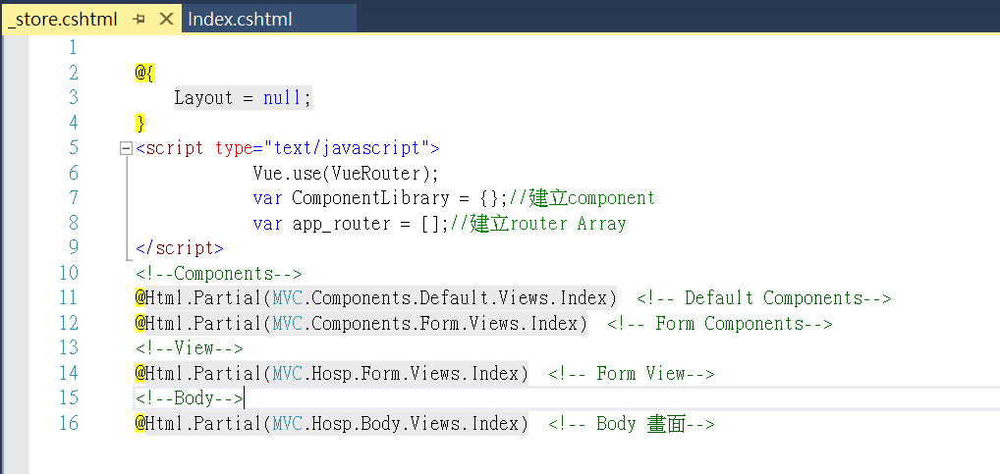 _store.cshtml Index.cshtml
1
2 @{
3 Layout = null;
4 }
5 <script type="text/javascript">
6 Vue.use(VueRouter);
7 var ComponentLibrary = {};//建立component
8 var app_router = [];//建立router Array
9 </script>
10 <!--Components-->
11 @Html.Partial(MVC.Components.Default.Views.Index) <!-- Default Components-->
12 @Html.Partial(MVC.Components.Form.Views.Index) <!-- Form Components-->
13 <!--View-->
14 @Html.Partial(MVC.Hosp.Form.Views.Index) <!-- Form View-->
15 <!--Body-->
16 @Html.Partial(MVC.Hosp.Body.Views.Index) <!-- Body 畫面-->